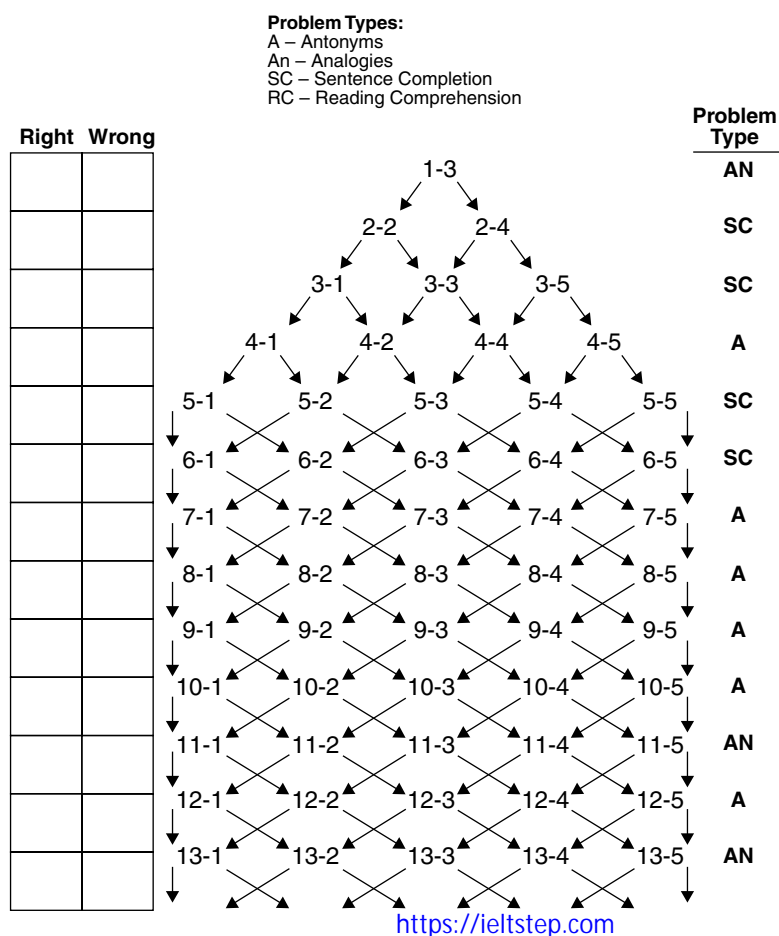 Problem Types:
A – Antonyms
An – Analogies
SC – Sentence Completion
RC – Reading Comprehension
Problem
Right Wrong Type
1-3 AN
2-2 2-4 SC
3-1 3-3 3-5 SC
4-1 4-2 4-4 4-5 A
5-1 5-2 5-3 5-4 5-5 SC
6-1 6-2 6-3 6-4 6-5 SC
7-1 7-2 7-3 7-4 7-5 A
8-1 8-2 8-3 8-4 8-5 A
9-1 9-2 9-3 9-4 9-5 A
10-1 10-2 10-3 10-4 10-5 A
11-1 11-2 11-3 11-4 11-5 AN
12-1 12-2 12-3 12-4 12-5 A
13-1 13-2 13-3 13-4 13-5 AN
https://ieltstep.com